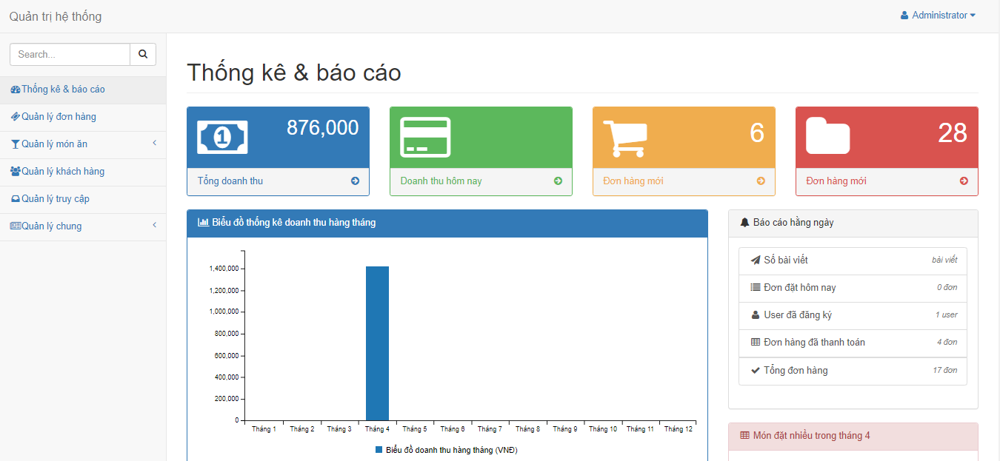 Quản trị hệ thống
Administrator
Search...
Thống kê & báo cáo
Quản lý đơn hàng
Quản lý món ăn
Quản lý khách hàng
Quản lý truy cập
Quản lý chung
Thống kê & báo cáo
1
876,000
Tổng doanh thu
Doanh thu hôm nay
6
Đơn hàng mới
28
Đơn hàng mới
Biểu đồ thống kê doanh thu hàng tháng
1,400,000
1,200,000
1,000,000
800,000
600,000
400,000
200,000
0
Tháng 1 Tháng 2 Tháng 3 Tháng 4 Tháng 5 Tháng 6 Tháng 7 Tháng 8 Tháng 9 Tháng 10 Tháng 11 Tháng 12
Biểu đồ doanh thu hàng tháng (VNĐ)
Báo cáo hằng ngày
Số bài viết bài viết
Đơn đặt hôm nay 0 đơn
User đã đăng ký 1 user
Đơn hàng đã thanh toán 4 đơn
Tổng đơn hàng 17 đơn
Món đặt nhiều trong tháng 4